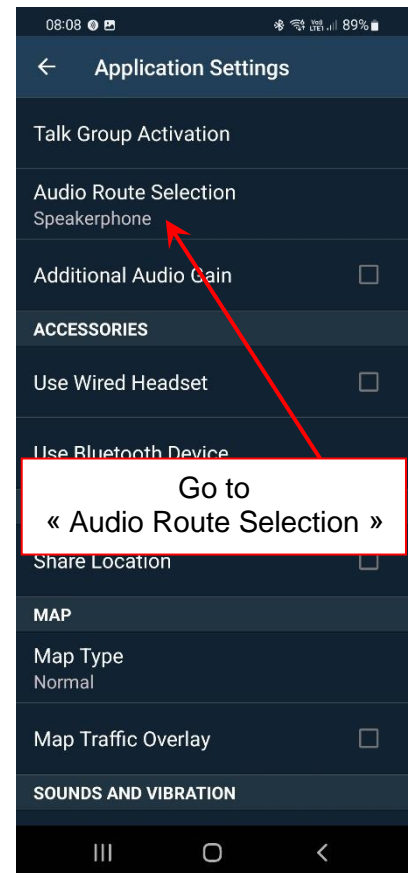 08:08 89%
Application Settings
Talk Group Activation
Audio Route Selection
Speakerphone
Additional Audio Gain
ACCESSORIES
Use Wired Headset
Use Bluetooth Device
Go to
« Audio Route Selection »
Share Location
MAP
Map Type
Normal
Map Traffic Overlay
SOUNDS AND VIBRATION